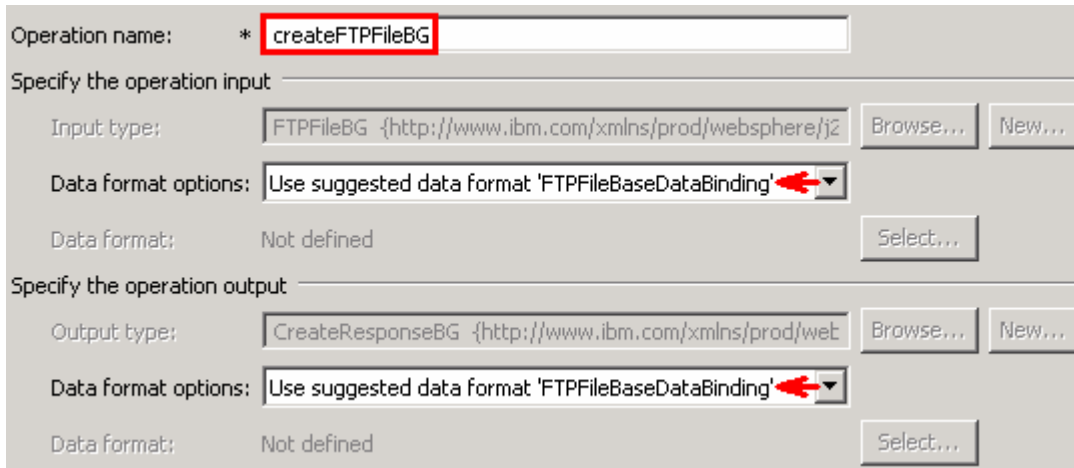 Operation name: * createFTPFileBG
Specify the operation input
Input type: FTPFileBG {http://www.ibm.com/xmlns/prod/websphere/j2 Browse... New...
Data format options: Use suggested data format 'FTPFileBaseDataBinding'
Data format: Not defined Select...
Specify the operation output
Output type: CreateResponseBG {http://www.ibm.com/xmlns/prod/web Browse... New...
Data format options: Use suggested data format 'FTPFileBaseDataBinding'
Data format: Not defined Select...